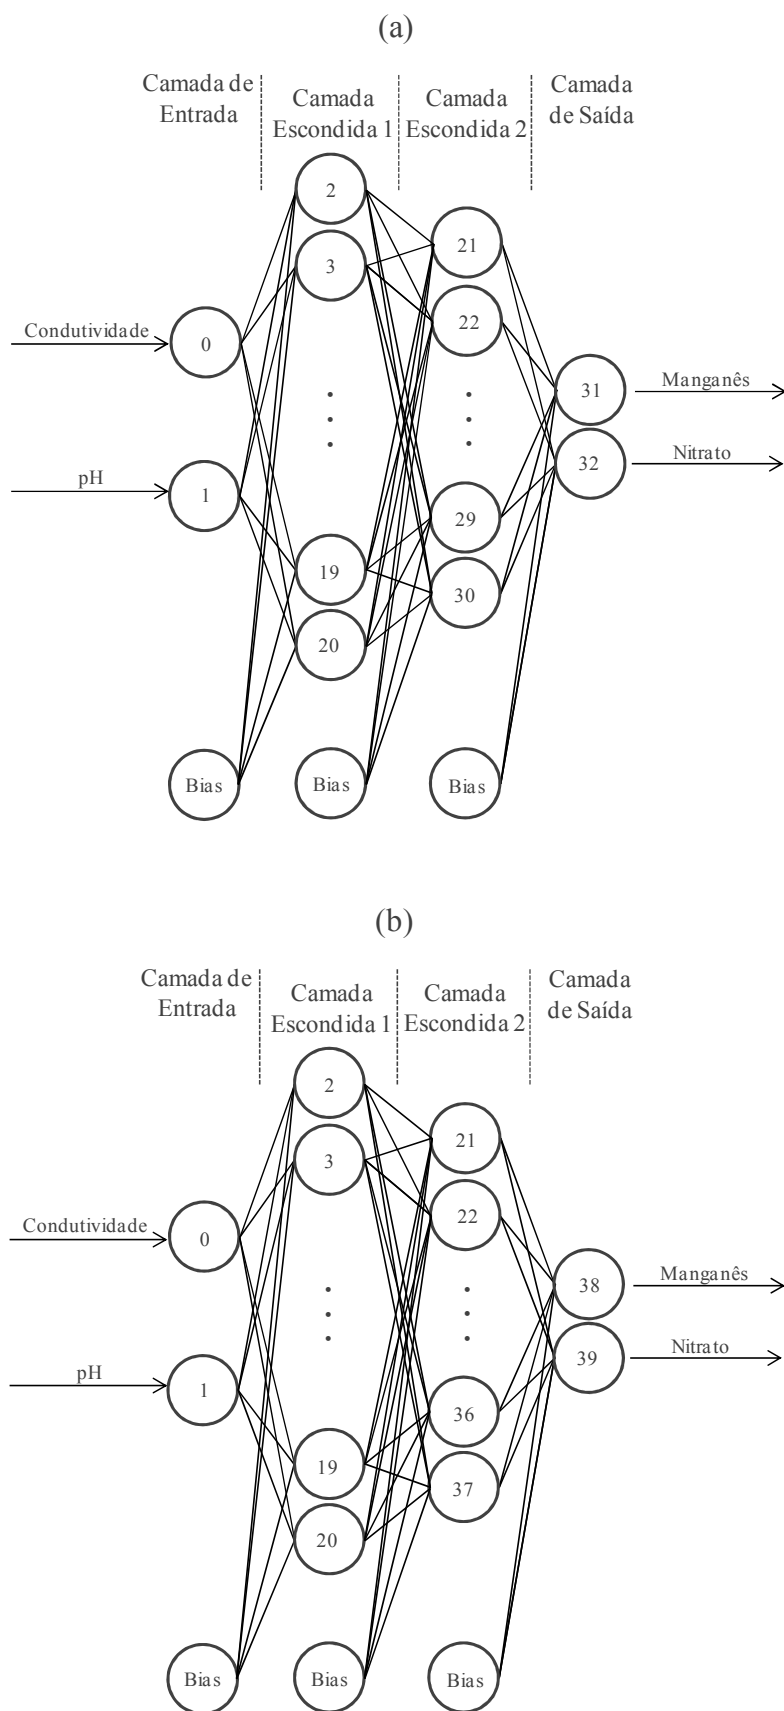 (a)
Camada de
Entrada
Camada
Escondida 1
Camada
Escondida 2
Camada
de Saída
2
3
21
22
Condutividade
0
31
Manganês
32
Nitrato
pH
1
29
30
19
20
Bias
Bias
Bias
(b)
Camada de
Entrada
Camada
Escondida 1
Camada
Escondida 2
Camada
de Saída
2
3
21
22
Condutividade
0
38
Manganês
39
Nitrato
pH
1
36
37
19
20
Bias
Bias
Bias